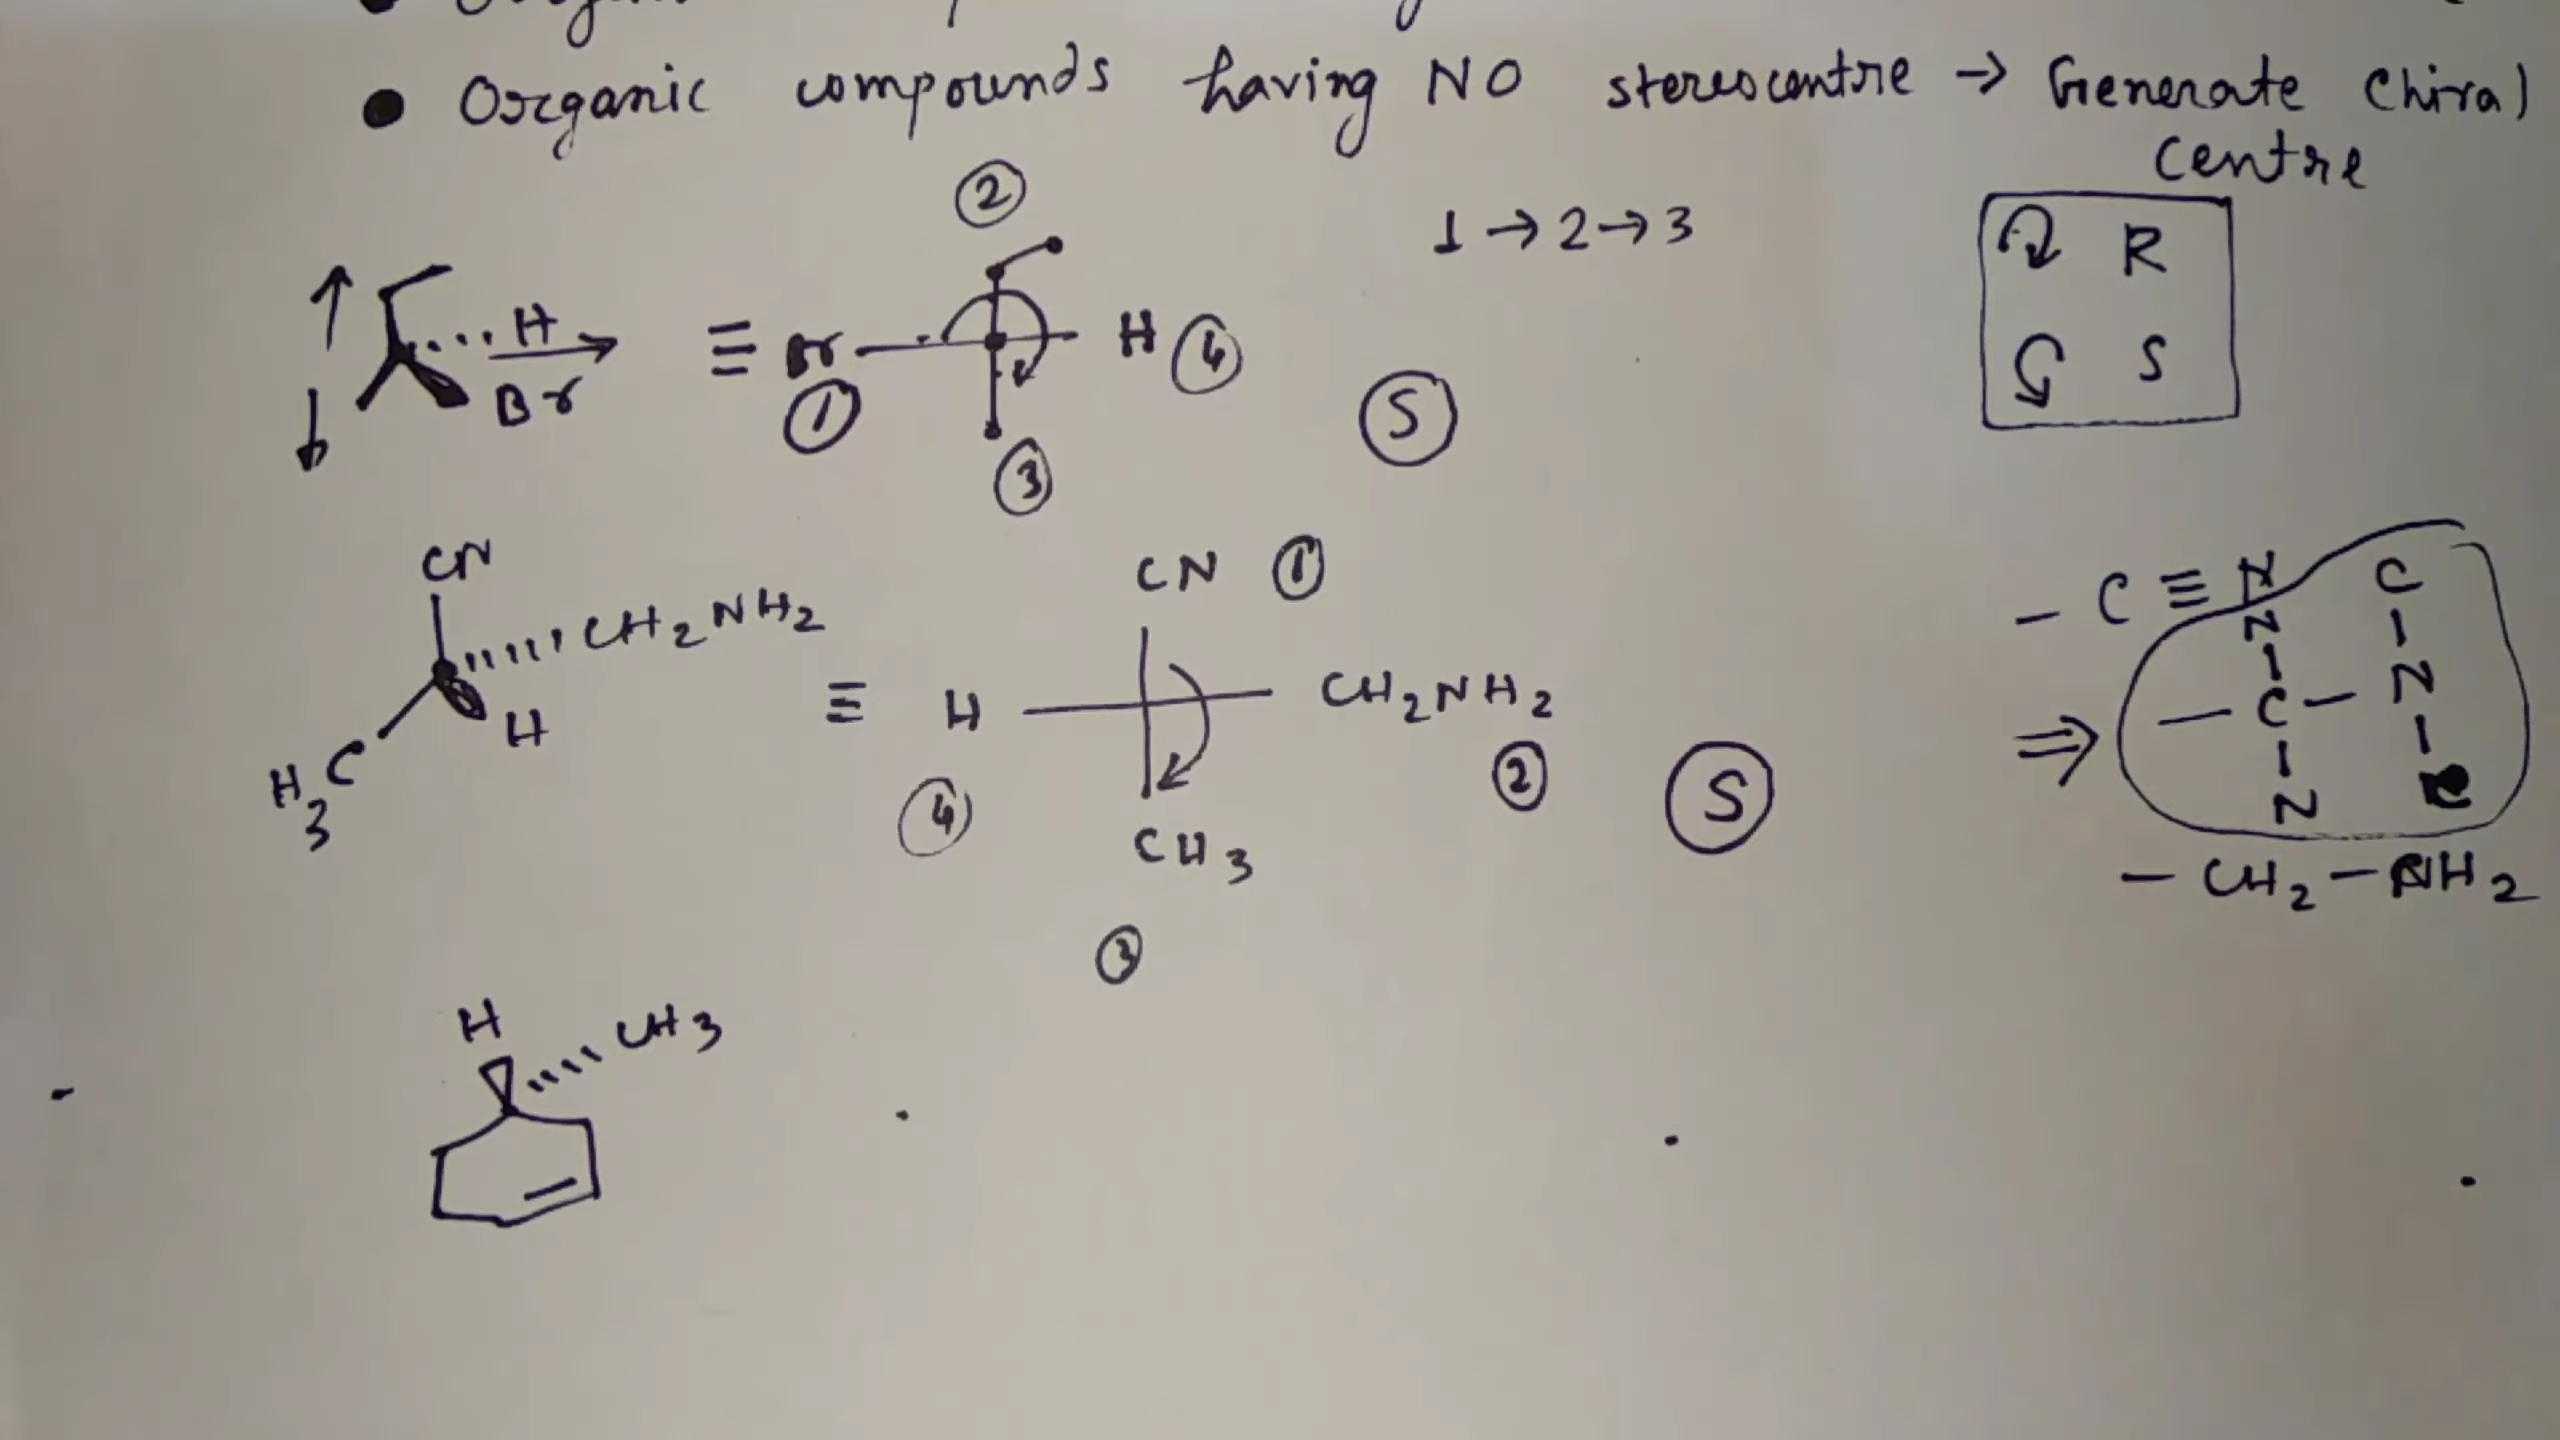 ● Organic compounds having NO stereocentre → Generate Chiral
Centre
②
1 → 2 → 3
R
H
≡ Br H ④
Br
① S
S
③
CN
CN ①
- C ≡ N C
CH2NH2
N N
≡ H CH2NH2
⇒ - C -
H
H3C ④ ② S
N C
CH3
- CH2 - NH2
③
H CH3